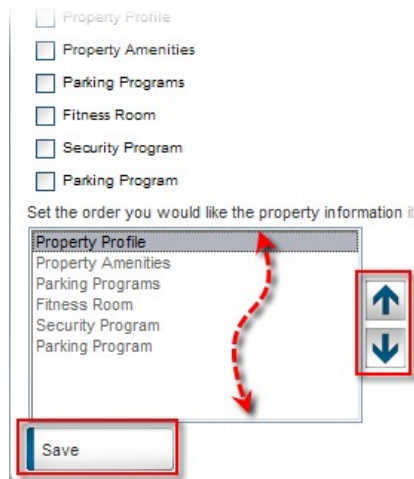 Property Profile
Property Amenities
Parking Programs
Fitness Room
Security Program
Parking Program
Set the order you would like the property information
Property Profile
Property Amenities
Parking Programs
Fitness Room
Security Program
Parking Program
Save